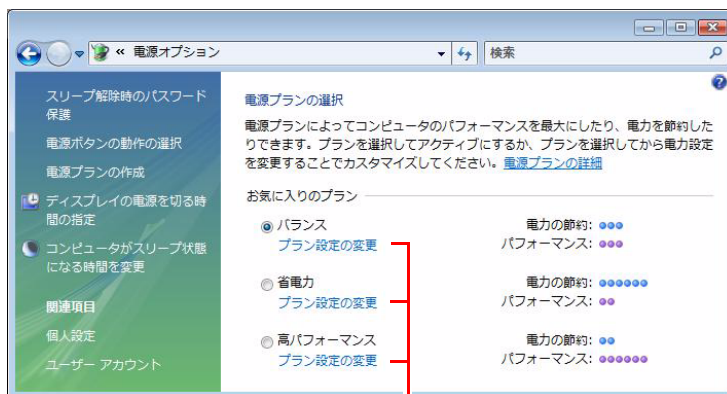 « 電源オプション
検索
スリープ解除時のパスワード
保護
電源ボタンの動作の選択
電源プランの作成
ディスプレイの電源を切る時
間の指定
コンピュータがスリープ状態
になる時間を変更
関連項目
個人設定
ユーザー アカウント
電源プランの選択
電源プランによってコンピュータのパフォーマンスを最大にしたり、電力を節約した
りできます。プランを選択してアクティブにするか、プランを選択してから電力設定
を変更することでカスタマイズしてください。電源プランの詳細
お気に入りのプラン
バランス 電力の節約:
プラン設定の変更 パフォーマンス:
省電力 電力の節約:
プラン設定の変更 パフォーマンス:
高パフォーマンス 電力の節約:
プラン設定の変更 パフォーマンス: